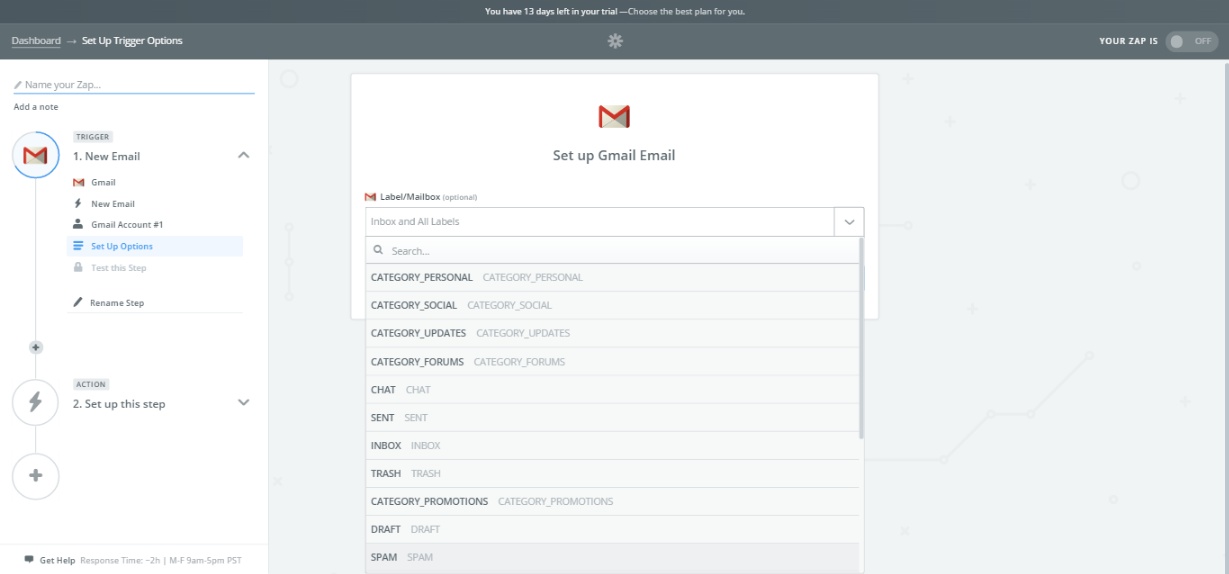 You have 13 days left in your trial —Choose the best plan for you.
Dashboard → Set Up Trigger Options
YOUR ZAP IS OFF
Name your Zap...
Add a note
TRIGGER
1. New Email
Gmail
New Email
Gmail Account #1
Set Up Options
Test this Step
Rename Step
ACTION
2. Set up this step
Get Help Response Time: ~2h | M-F 9am-5pm PST
Set up Gmail Email
Label/Mailbox (optional)
Inbox and All Labels
Search...
CATEGORY_PERSONAL CATEGORY_PERSONAL
CATEGORY_SOCIAL CATEGORY_SOCIAL
CATEGORY_UPDATES CATEGORY_UPDATES
CATEGORY_FORUMS CATEGORY_FORUMS
CHAT CHAT
SENT SENT
INBOX INBOX
TRASH TRASH
CATEGORY_PROMOTIONS CATEGORY_PROMOTIONS
DRAFT DRAFT
SPAM SPAM